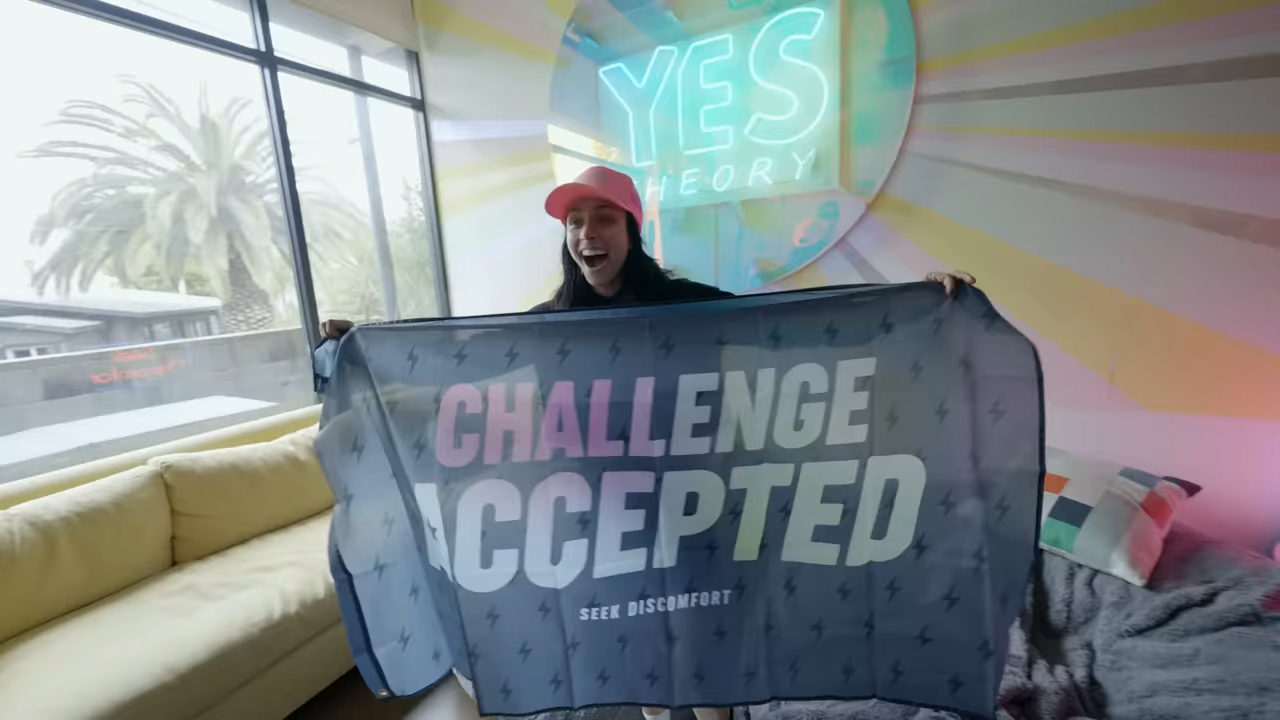 YES
THEORY
CHALLENGE
ACCEPTED
SEEK DISCOMFORT